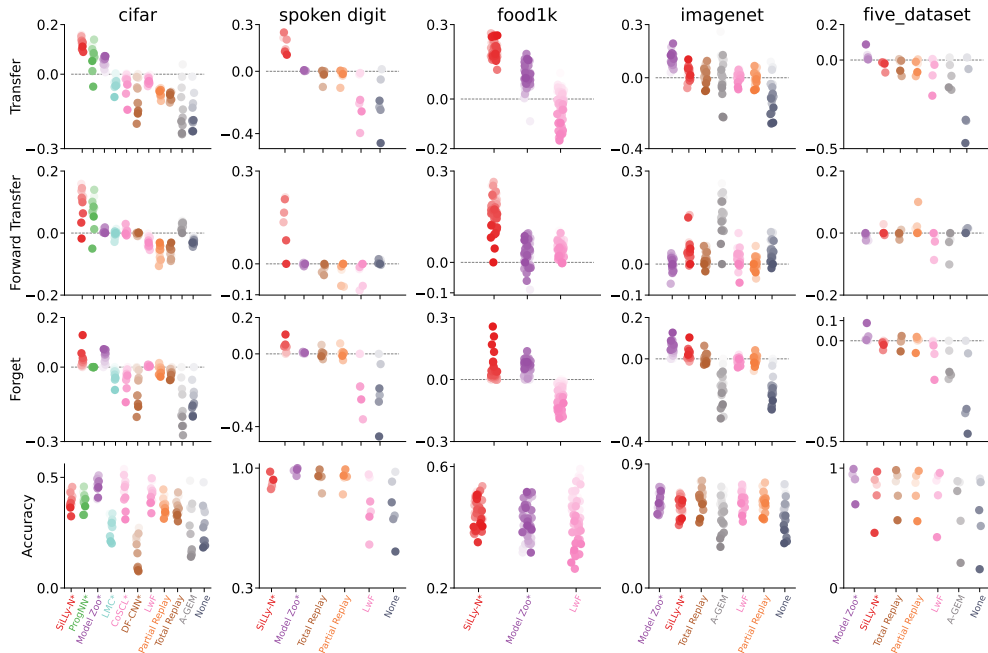 cifar spoken digit food1k imagenet five_dataset
Transfer
0.2 0.3 0.2 0.4 0.2
0.0 0.0 0.0 0.0 0.0
−0.3 −0.4 −0.2 −0.4 −0.5
Forward Transfer
0.2 0.3 0.3 0.4 0.2
0.0 0.0 0.0 0.0 0.0
−0.2 −0.1 −0.1 −0.1 −0.2
Forget
0.2 0.2 0.3 0.2 0.1
0.0 0.0 0.0 0.0 0.0
−0.3 −0.4 −0.3 −0.4 −0.5
Accuracy
0.5 1.0 0.6 0.9 1
0.0 0.3 0.2 0.0 0
SiLLy-N* ProgNN* Model Zoo* LMC* CoSCL* DF-CNN* LwF Partial Replay Total Replay A-GEM None
SiLLy-N* Model Zoo* Total Replay Partial Replay LwF None
SiLLy-N* Model Zoo* LwF
Model Zoo* SiLLy-N* Total Replay A-GEM LwF Partial Replay None
Model Zoo* SiLLy-N* Total Replay Partial Replay LwF A-GEM None